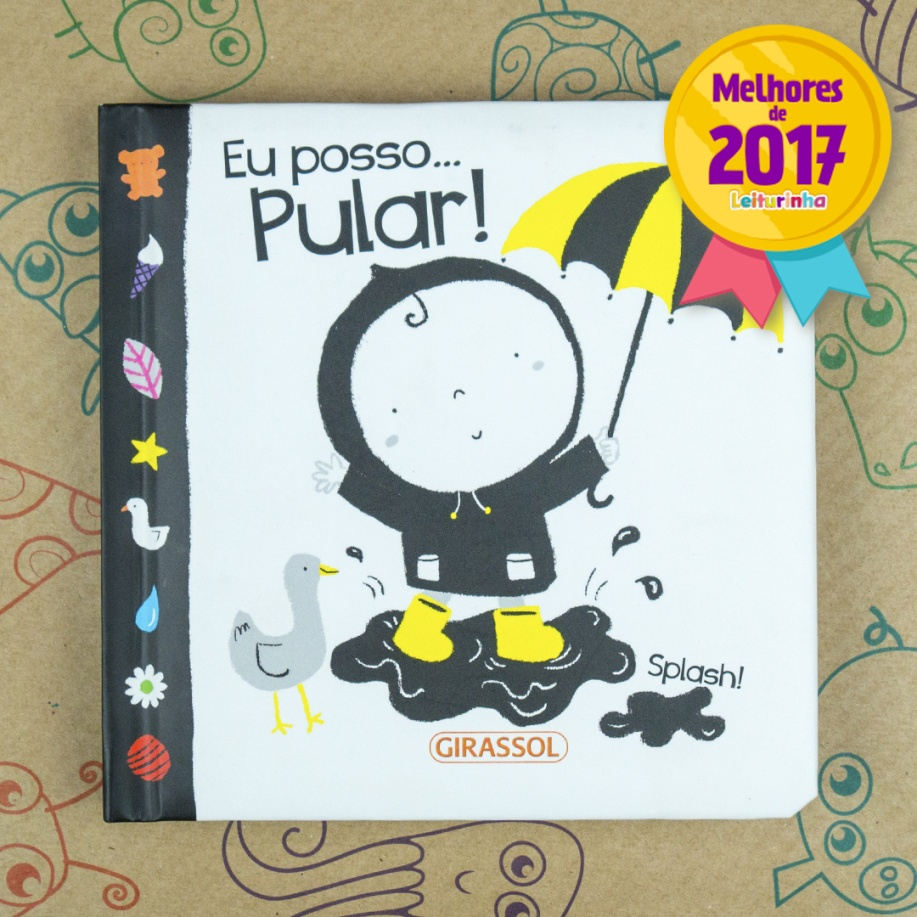 Eu posso...
Pular!
Melhores
de
2017
Leiturinha
Splash!
GIRASSOL